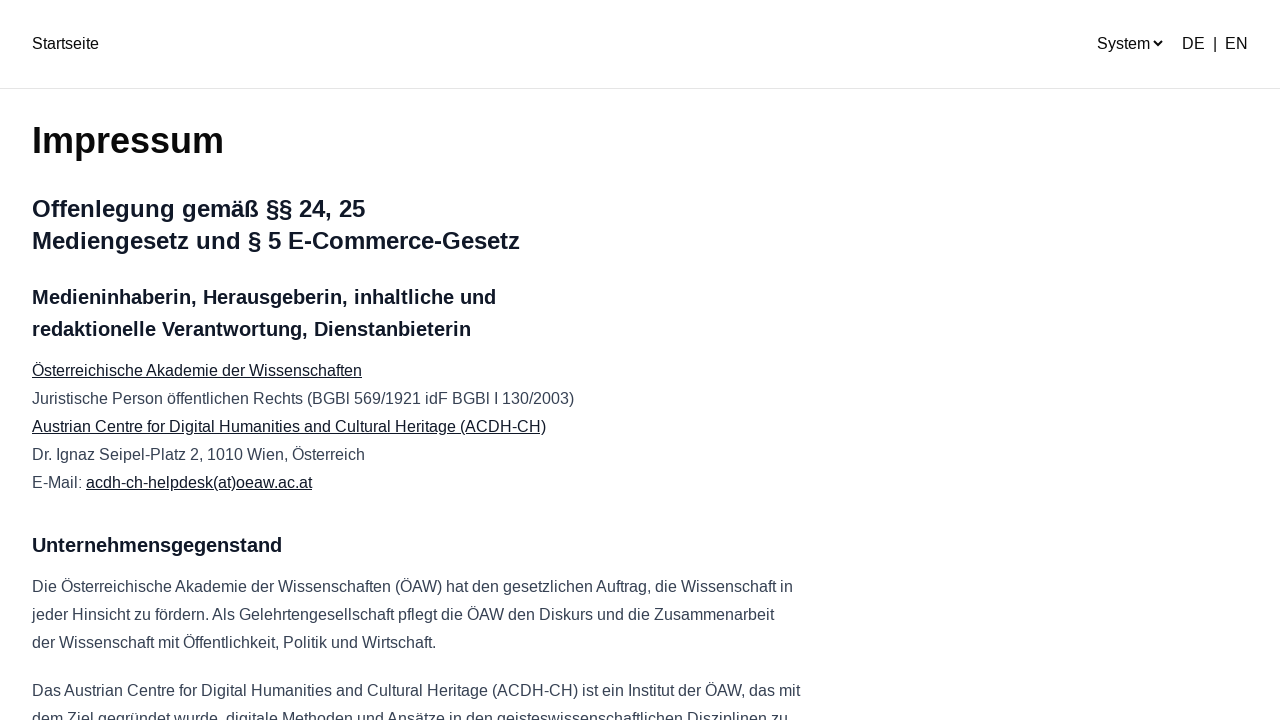 Startseite
System
DE | EN
Impressum
Offenlegung gemäß §§ 24, 25
Mediengesetz und § 5 E-Commerce-Gesetz
Medieninhaberin, Herausgeberin, inhaltliche und
redaktionelle Verantwortung, Dienstanbieterin
Österreichische Akademie der Wissenschaften
Juristische Person öffentlichen Rechts (BGBl 569/1921 idF BGBl I 130/2003)
Austrian Centre for Digital Humanities and Cultural Heritage (ACDH-CH)
Dr. Ignaz Seipel-Platz 2, 1010 Wien, Österreich
E-Mail: acdh-ch-helpdesk(at)oeaw.ac.at
Unternehmensgegenstand
Die Österreichische Akademie der Wissenschaften (ÖAW) hat den gesetzlichen Auftrag, die Wissenschaft in
jeder Hinsicht zu fördern. Als Gelehrtengesellschaft pflegt die ÖAW den Diskurs und die Zusammenarbeit
der Wissenschaft mit Öffentlichkeit, Politik und Wirtschaft.
Das Austrian Centre for Digital Humanities and Cultural Heritage (ACDH-CH) ist ein Institut der ÖAW, das mit
dem Ziel gegründet wurde, digitale Methoden und Ansätze in den geisteswissenschaftlichen Disziplinen zu